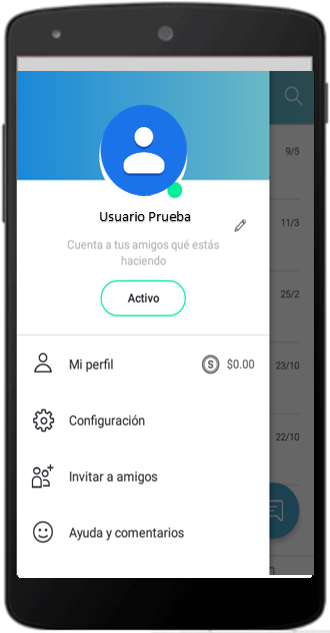 9/5
Usuario Prueba
11/3
Cuenta a tus amigos qué estás
haciendo
Activo
25/2
Mi perfil
S $0.00
23/10
Configuración
22/10
Invitar a amigos
Ayuda y comentarios